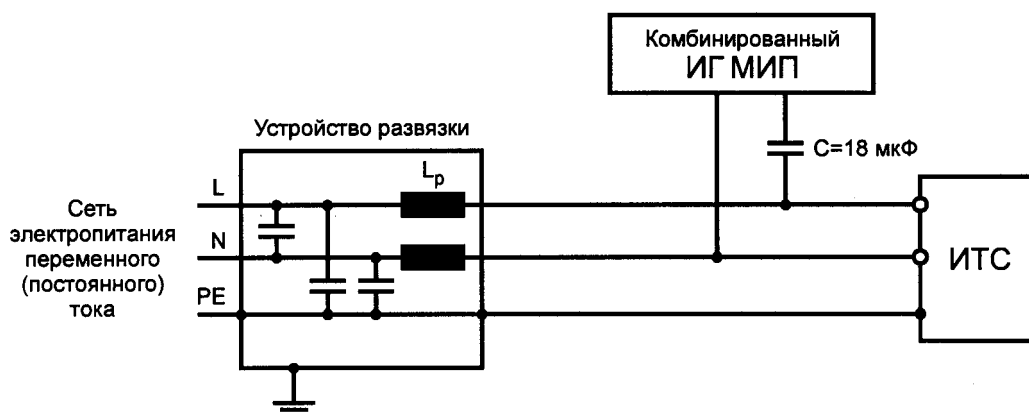 Комбинированный
ИГ МИП
Устройство развязки
C=18 мкФ
L
Lр
Сеть
электропитания
переменного
(постоянного)
тока
N
PE
ИТС